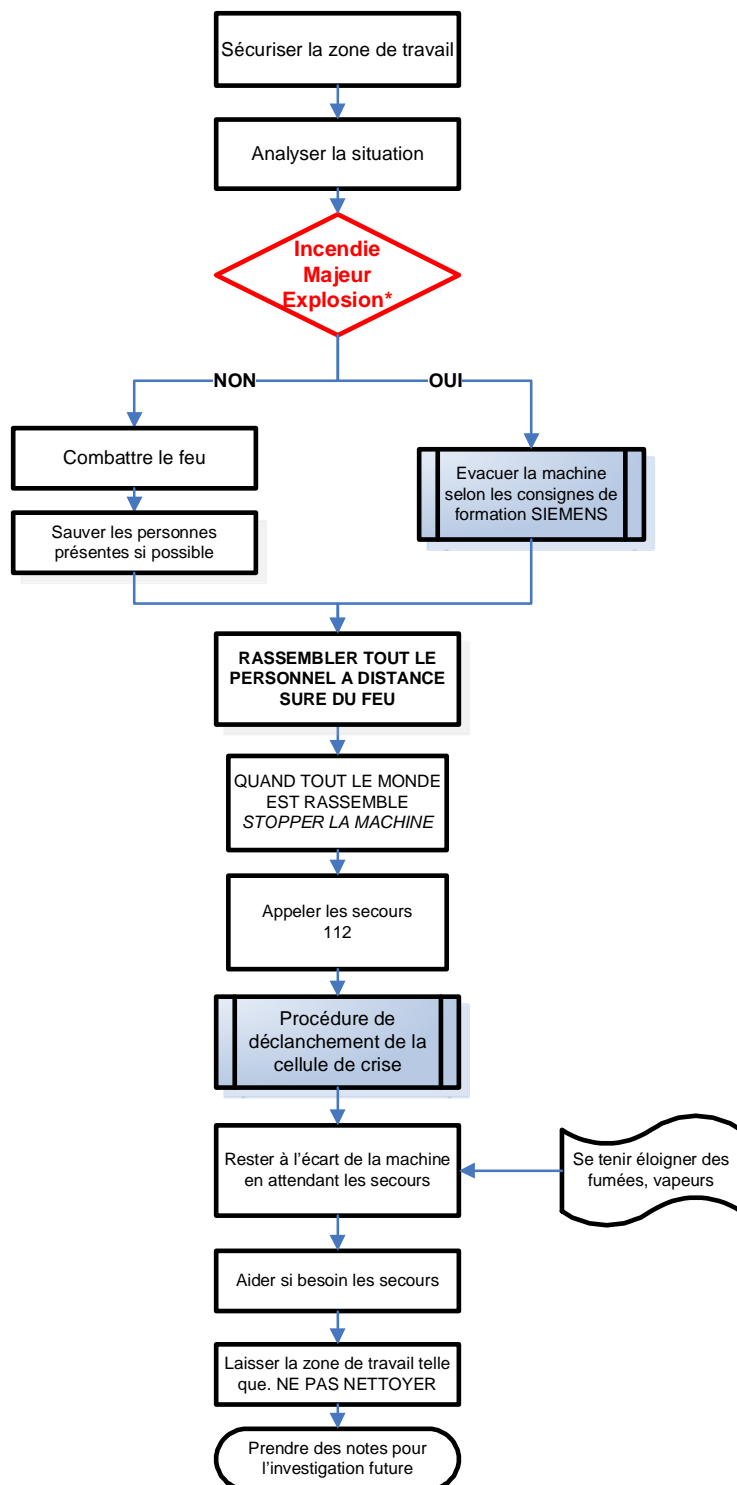 Sécuriser la zone de travail
Analyser la situation
Incendie
Majeur
Explosion*
NON
OUI
Combattre le feu
Evacuer la machine
selon les consignes de
formation SIEMENS
Sauver les personnes
présentes si possible
RASSEMBLER TOUT LE
PERSONNEL A DISTANCE
SURE DU FEU
QUAND TOUT LE MONDE
EST RASSEMBLE
STOPPER LA MACHINE
Appeler les secours
112
Procédure de
déclanchement de la
cellule de crise
Rester à l’écart de la machine
en attendant les secours
Se tenir éloigner des
fumées, vapeurs
Aider si besoin les secours
Laisser la zone de travail telle
que. NE PAS NETTOYER
Prendre des notes pour
l’investigation future